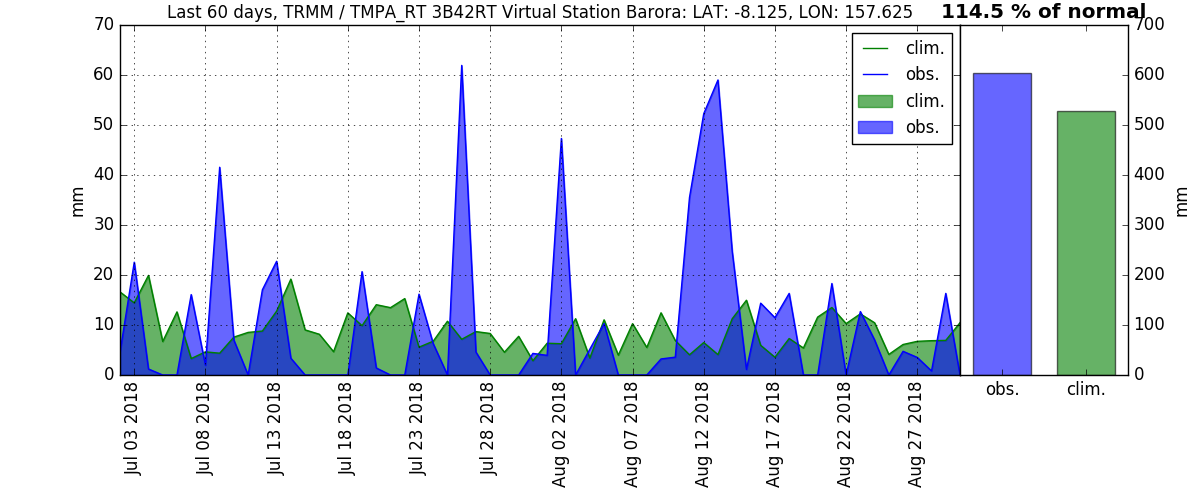 Last 60 days, TRMM / TMPA_RT 3B42RT Virtual Station Barora: LAT: -8.125, LON: 157.625
114.5 % of normal
70
60
50
40
30
20
10
0
mm
clim.
obs.
clim.
obs.
700
600
500
400
300
200
100
0
mm
Jul 03 2018
Jul 08 2018
Jul 13 2018
Jul 18 2018
Jul 23 2018
Jul 28 2018
Aug 02 2018
Aug 07 2018
Aug 12 2018
Aug 17 2018
Aug 22 2018
Aug 27 2018
obs.
clim.